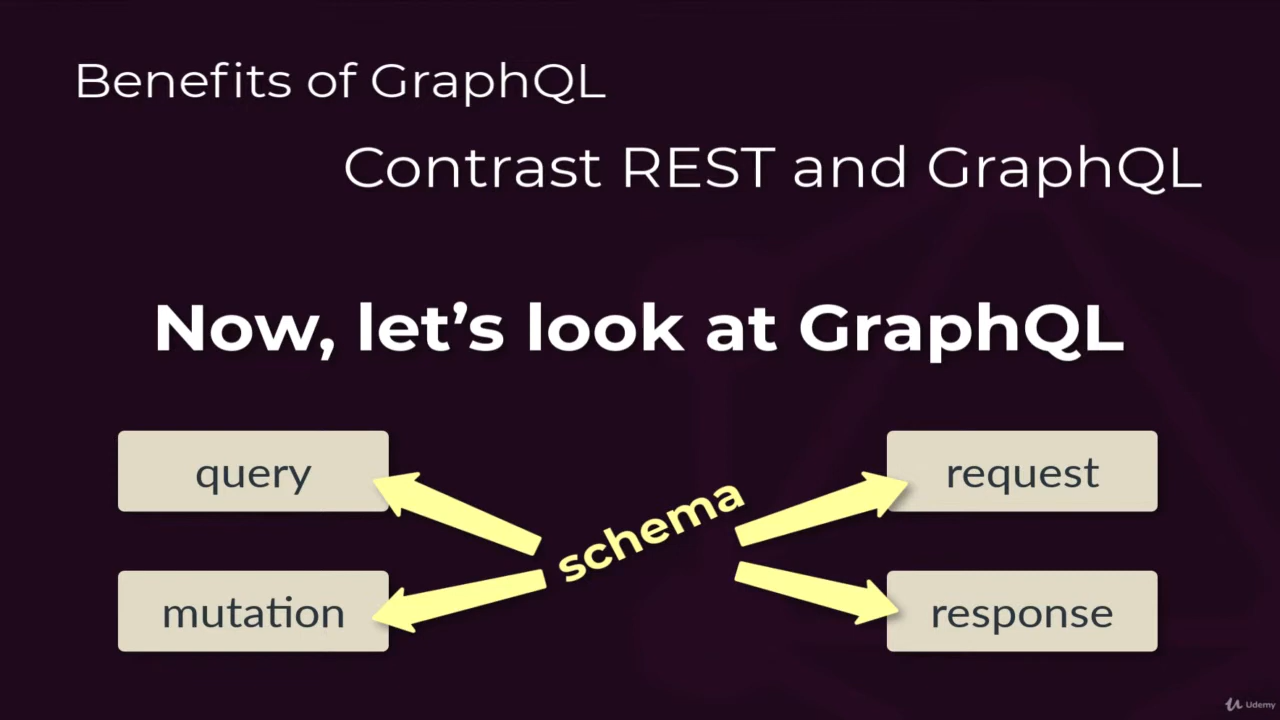 Benefits of GraphQL
Contrast REST and GraphQL
Now, let’s look at GraphQL
query
request
schema
mutation
response
Udemy